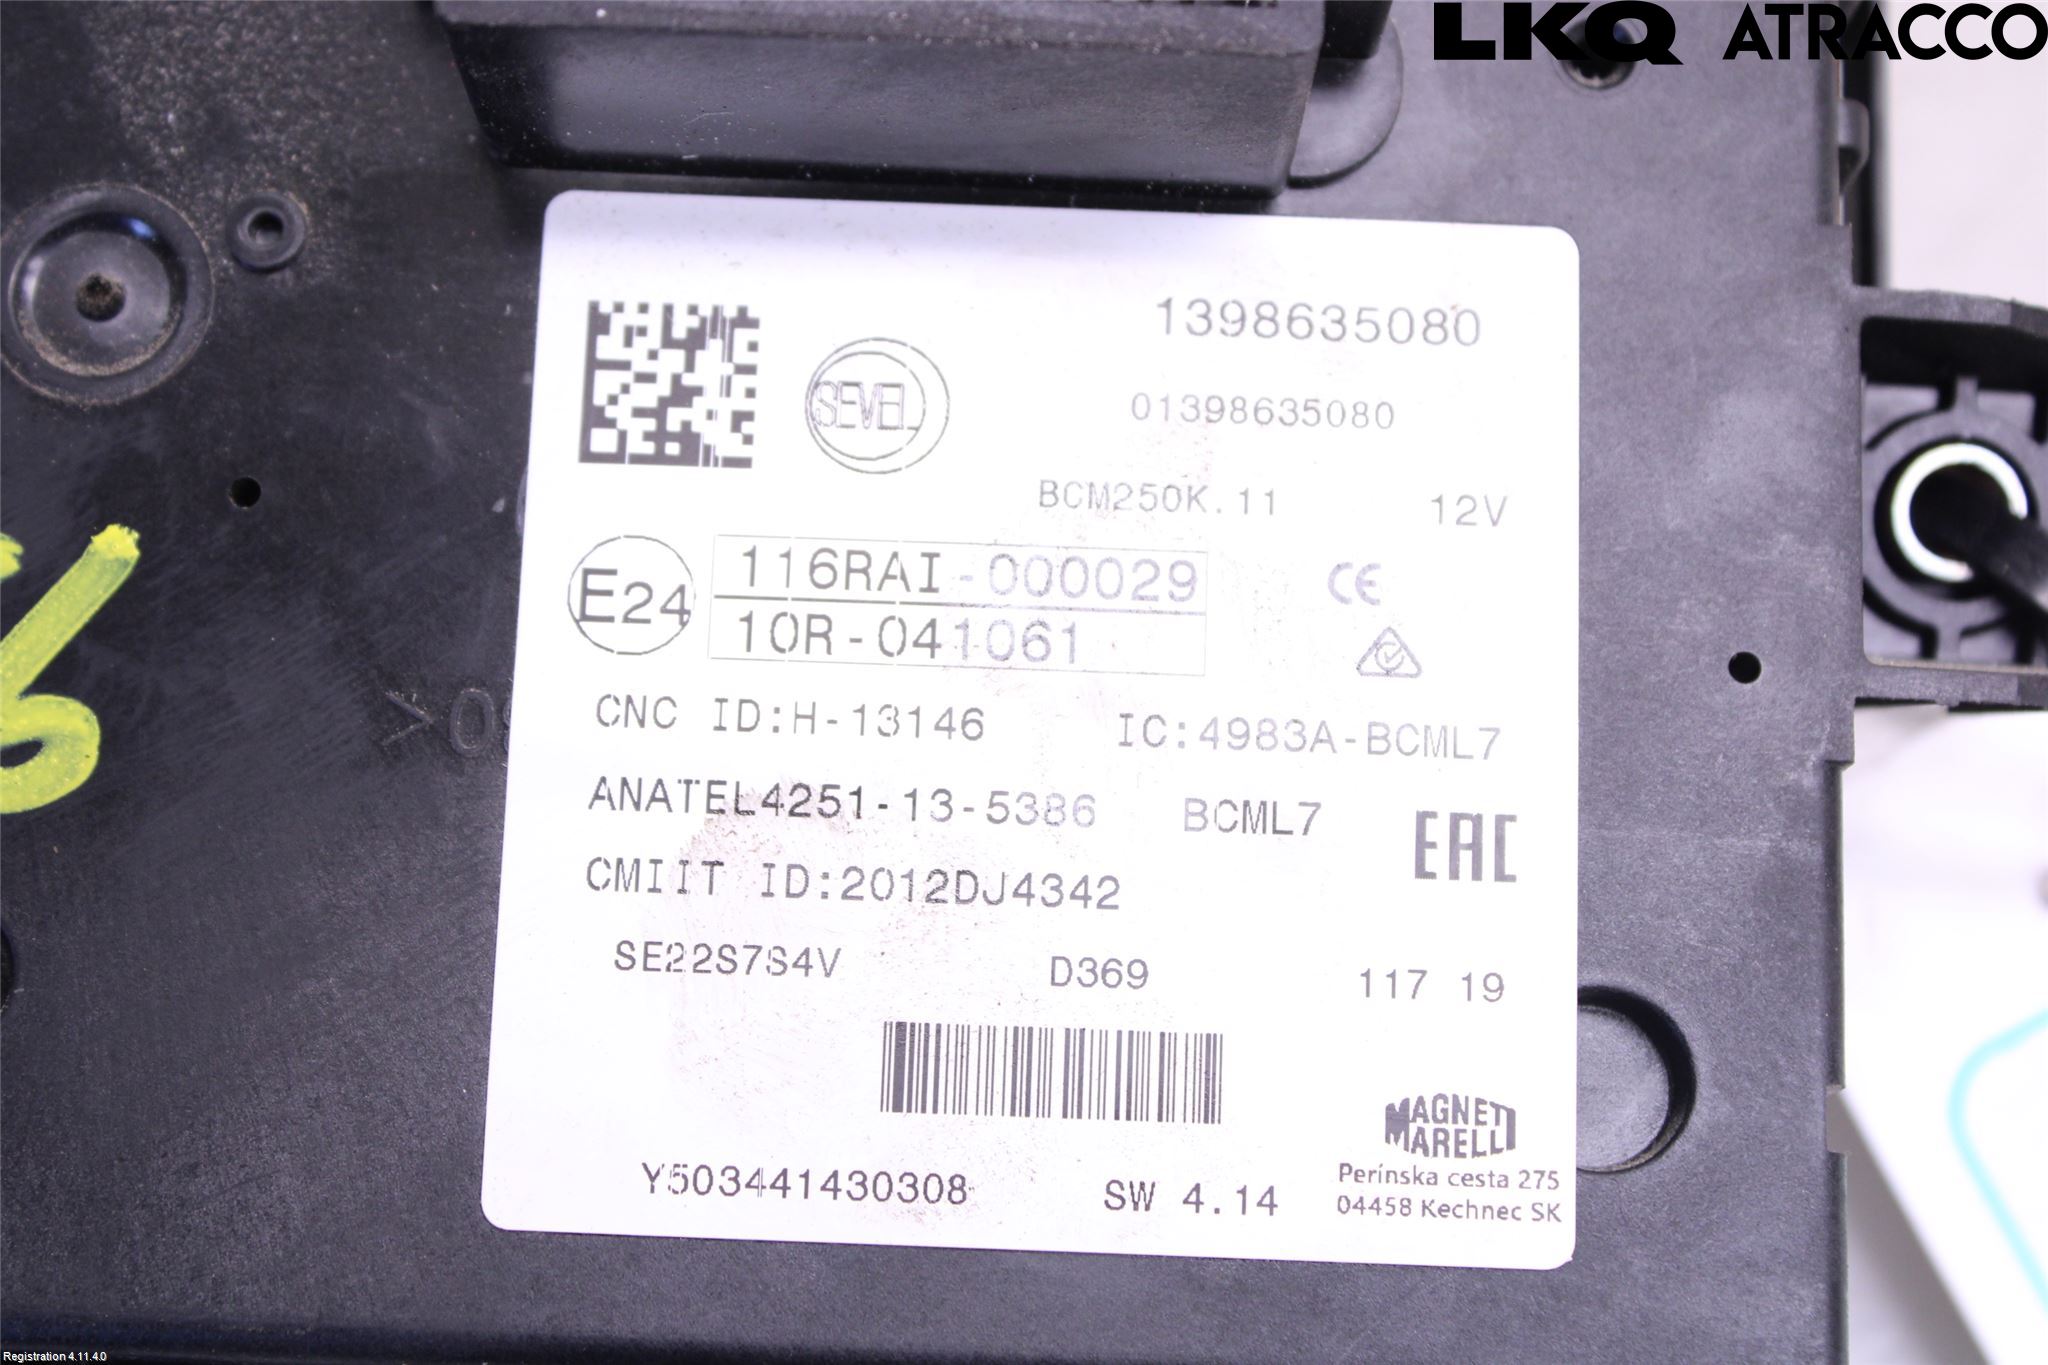 LKQ ATRACCO
1398635080
SEVEL
01398635080
BCM250K.11 12V
E24
116RAI-000029
10R-041061
CE
CNC ID:H-13146 IC:4983A-BCML7
ANATEL4251-13-5386 BCML7
EAC
CMIIT ID:2012DJ4342
SE22S7S4V D369 117 19
MAGNETI
MARELLI
Perinska cesta 275
04458 Kechnec SK
Y503441430308 SW 4.14
Registration 4.11.4.0